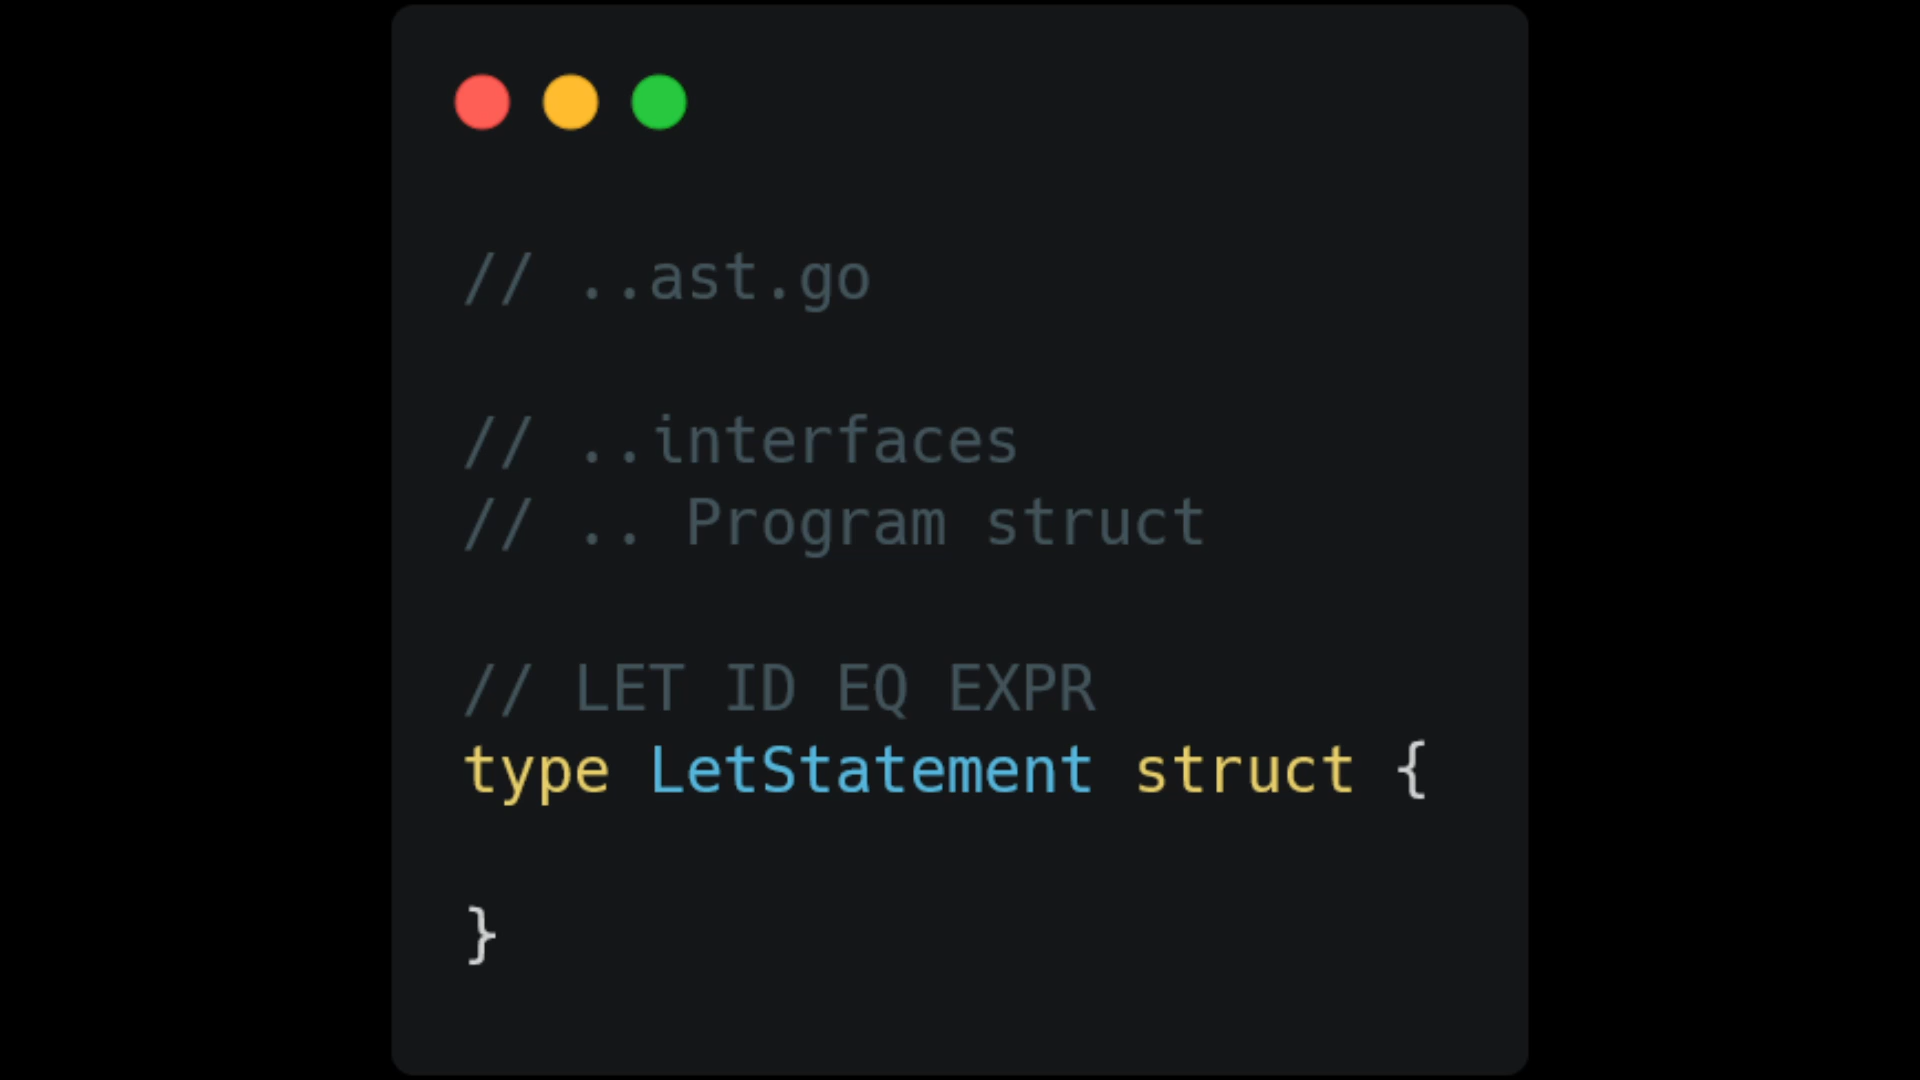 // ..ast.go
// ..interfaces
// .. Program struct
// LET ID EQ EXPR
type LetStatement struct {
}